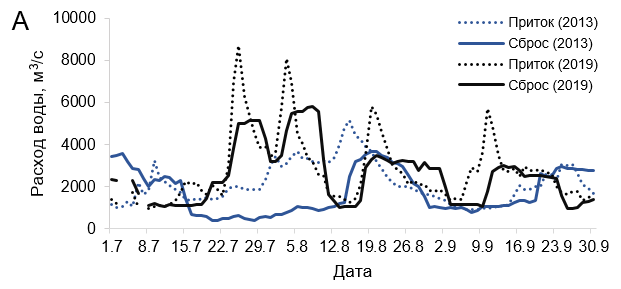 А
10000
8000
6000
4000
2000
0
Расход воды, м³/с
Приток (2013)
Сброс (2013)
Приток (2019)
Сброс (2019)
1.7 8.7 15.7 22.7 29.7 5.8 12.8 19.8 26.8 2.9 9.9 16.9 23.9 30.9
Дата